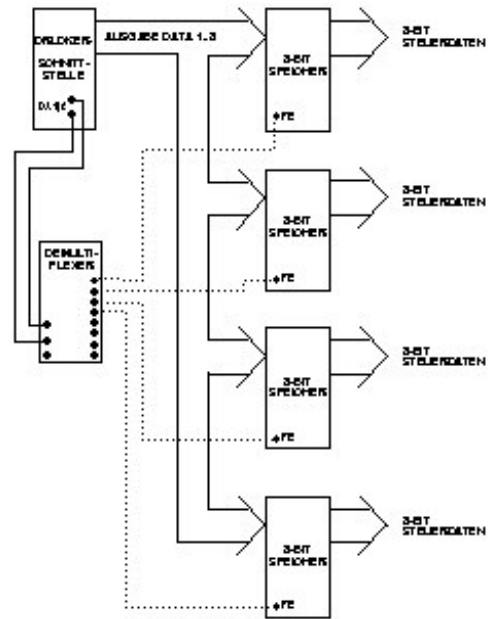 DRUCKER-
SCHNITT-
STELLE
AUSGABE DATA 1..8
8-BIT
SPEICHER
FE
8-BIT
STEUERDATEN
8-BIT
SPEICHER
FE
8-BIT
STEUERDATEN
DEMULTI-
PLEXER
8-BIT
SPEICHER
FE
8-BIT
STEUERDATEN
8-BIT
SPEICHER
FE
8-BIT
STEUERDATEN